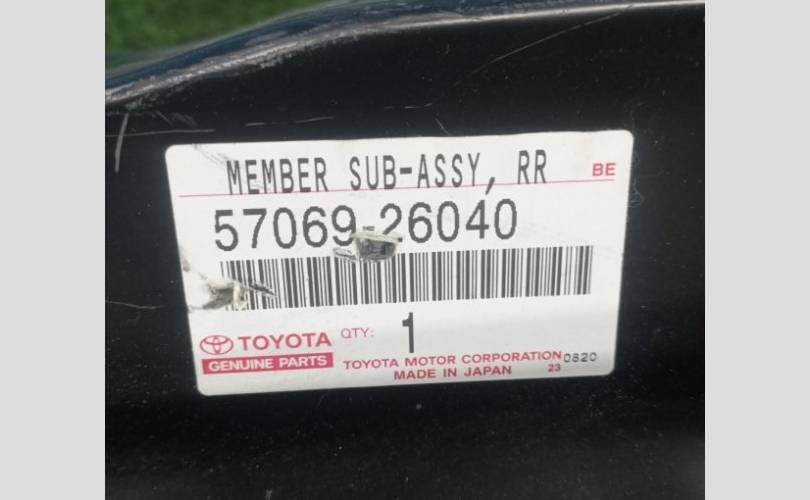 MEMBER SUB-ASSY, RR BE
57069-26040
TOYOTA QTY: 1
GENUINE PARTS TOYOTA MOTOR CORPORATION 0820
MADE IN JAPAN 23